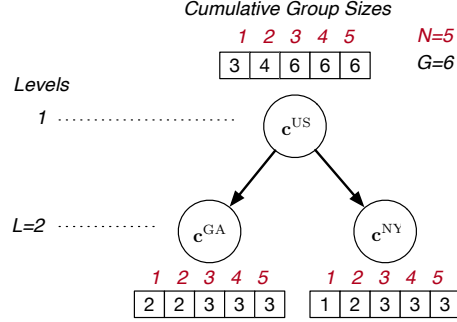 Cumulative Group Sizes
1 2 3 4 5 N=5
3 4 6 6 6 G=6
Levels
1
c^US
L=2
c^GA c^NY
1 2 3 4 5 1 2 3 4 5
2 2 3 3 3 1 2 3 3 3